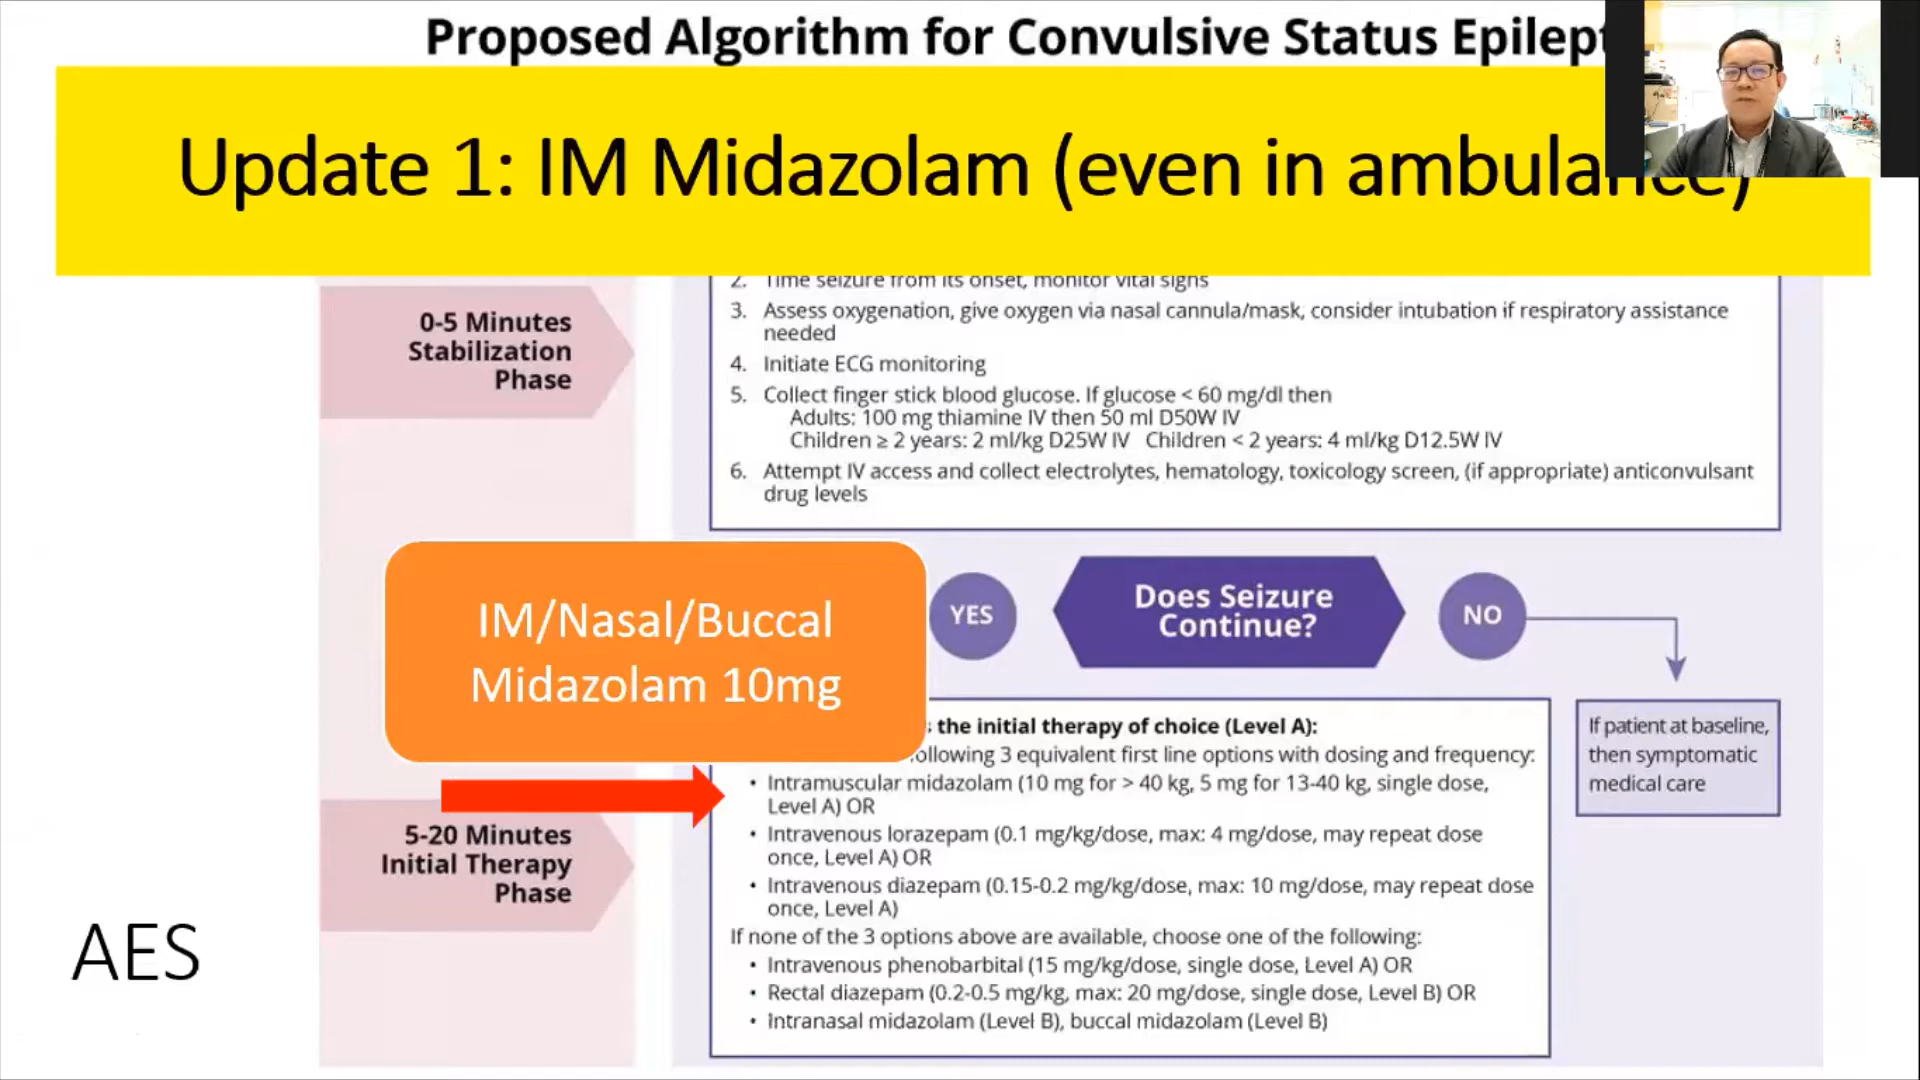 Proposed Algorithm for Convulsive Status
Update 1: IM Midazolam (even in ambulance)
2. Time seizure from its onset, monitor vital signs
0-5 Minutes
Stabilization
Phase
3. Assess oxygenation, give oxygen via nasal cannula/mask, consider intubation if respiratory assistance
needed
4. Initiate ECG monitoring
5. Collect finger stick blood glucose. If glucose < 60 mg/dl then
Adults: 100 mg thiamine IV then 50 ml D50W IV
Children ≥ 2 years: 2 ml/kg D25W IV Children < 2 years: 4 ml/kg D12.5W IV
6. Attempt IV access and collect electrolytes, hematology, toxicology screen, (if appropriate) anticonvulsant
drug levels
IM/Nasal/Buccal
Midazolam 10mg
YES
Does Seizure
Continue?
NO
If patient at baseline,
then symptomatic
medical care
the initial therapy of choice (Level A):
following 3 equivalent first line options with dosing and frequency:
• Intramuscular midazolam (10 mg for > 40 kg, 5 mg for 13-40 kg, single dose,
Level A) OR
• Intravenous lorazepam (0.1 mg/kg/dose, max: 4 mg/dose, may repeat dose
once, Level A) OR
• Intravenous diazepam (0.15-0.2 mg/kg/dose, max: 10 mg/dose, may repeat dose
once, Level A)
If none of the 3 options above are available, choose one of the following:
• Intravenous phenobarbital (15 mg/kg/dose, single dose, Level A) OR
• Rectal diazepam (0.2-0.5 mg/kg, max: 20 mg/dose, single dose, Level B) OR
• Intranasal midazolam (Level B), buccal midazolam (Level B)
5-20 Minutes
Initial Therapy
Phase
AES